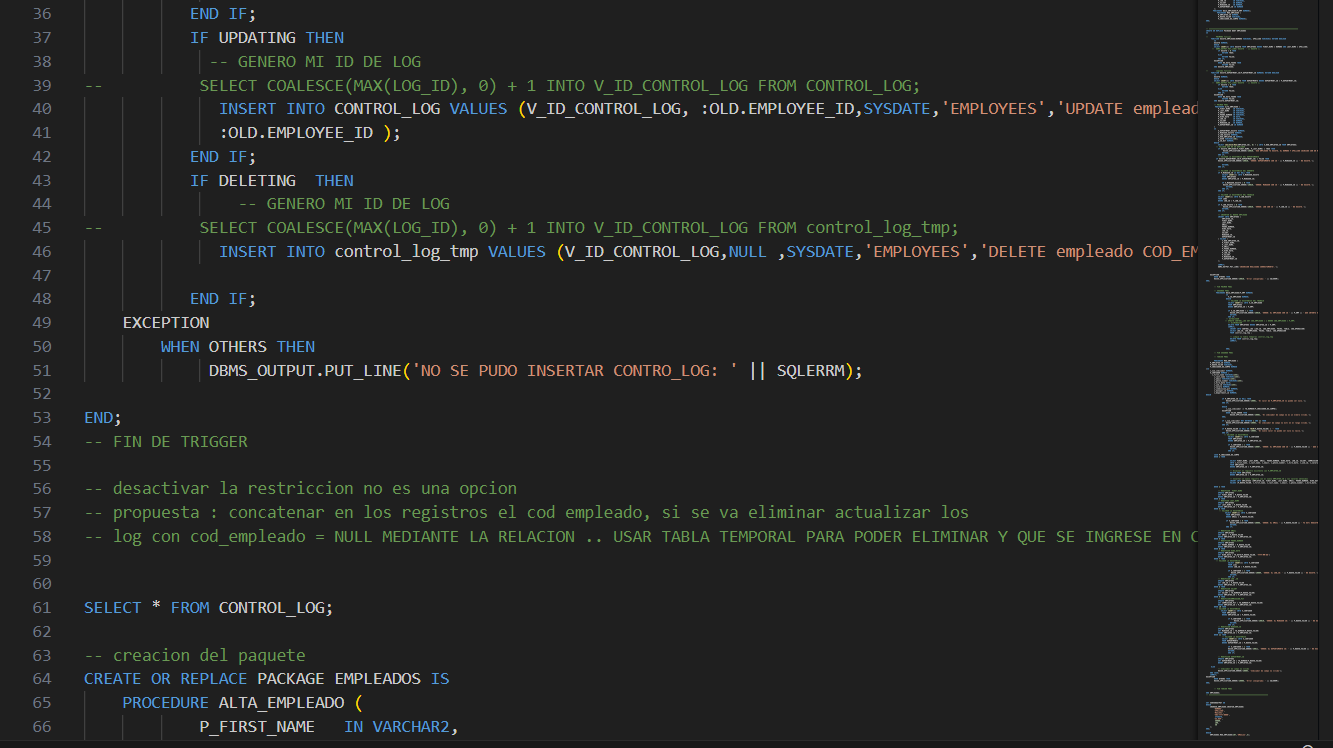 36 END IF;
37 IF UPDATING THEN
38 -- GENERO MI ID DE LOG
39 -- SELECT COALESCE(MAX(LOG_ID), 0) + 1 INTO V_ID_CONTROL_LOG FROM CONTROL_LOG;
40 INSERT INTO CONTROL_LOG VALUES (V_ID_CONTROL_LOG, :OLD.EMPLOYEE_ID,SYSDATE,'EMPLOYEES','UPDATE emplead
41 :OLD.EMPLOYEE_ID );
42 END IF;
43 IF DELETING  THEN
44 -- GENERO MI ID DE LOG
45 -- SELECT COALESCE(MAX(LOG_ID), 0) + 1 INTO V_ID_CONTROL_LOG FROM control_log_tmp;
46 INSERT INTO control_log_tmp VALUES (V_ID_CONTROL_LOG,NULL ,SYSDATE,'EMPLOYEES','DELETE empleado COD_EM
47
48 END IF;
49 EXCEPTION
50 WHEN OTHERS THEN
51 DBMS_OUTPUT.PUT_LINE('NO SE PUDO INSERTAR CONTRO_LOG: ' || SQLERRM);
52
53 END;
54 -- FIN DE TRIGGER
55
56 -- desactivar la restriccion no es una opcion
57 -- propuesta : concatenar en los registros el cod empleado, si se va eliminar actualizar los
58 -- log con cod_empleado = NULL MEDIANTE LA RELACION .. USAR TABLA TEMPORAL PARA PODER ELIMINAR Y QUE SE INGRESE EN C
59
60
61 SELECT * FROM CONTROL_LOG;
62
63 -- creacion del paquete
64 CREATE OR REPLACE PACKAGE EMPLEADOS IS
65 PROCEDURE ALTA_EMPLEADO (
66 P_FIRST_NAME   IN VARCHAR2,